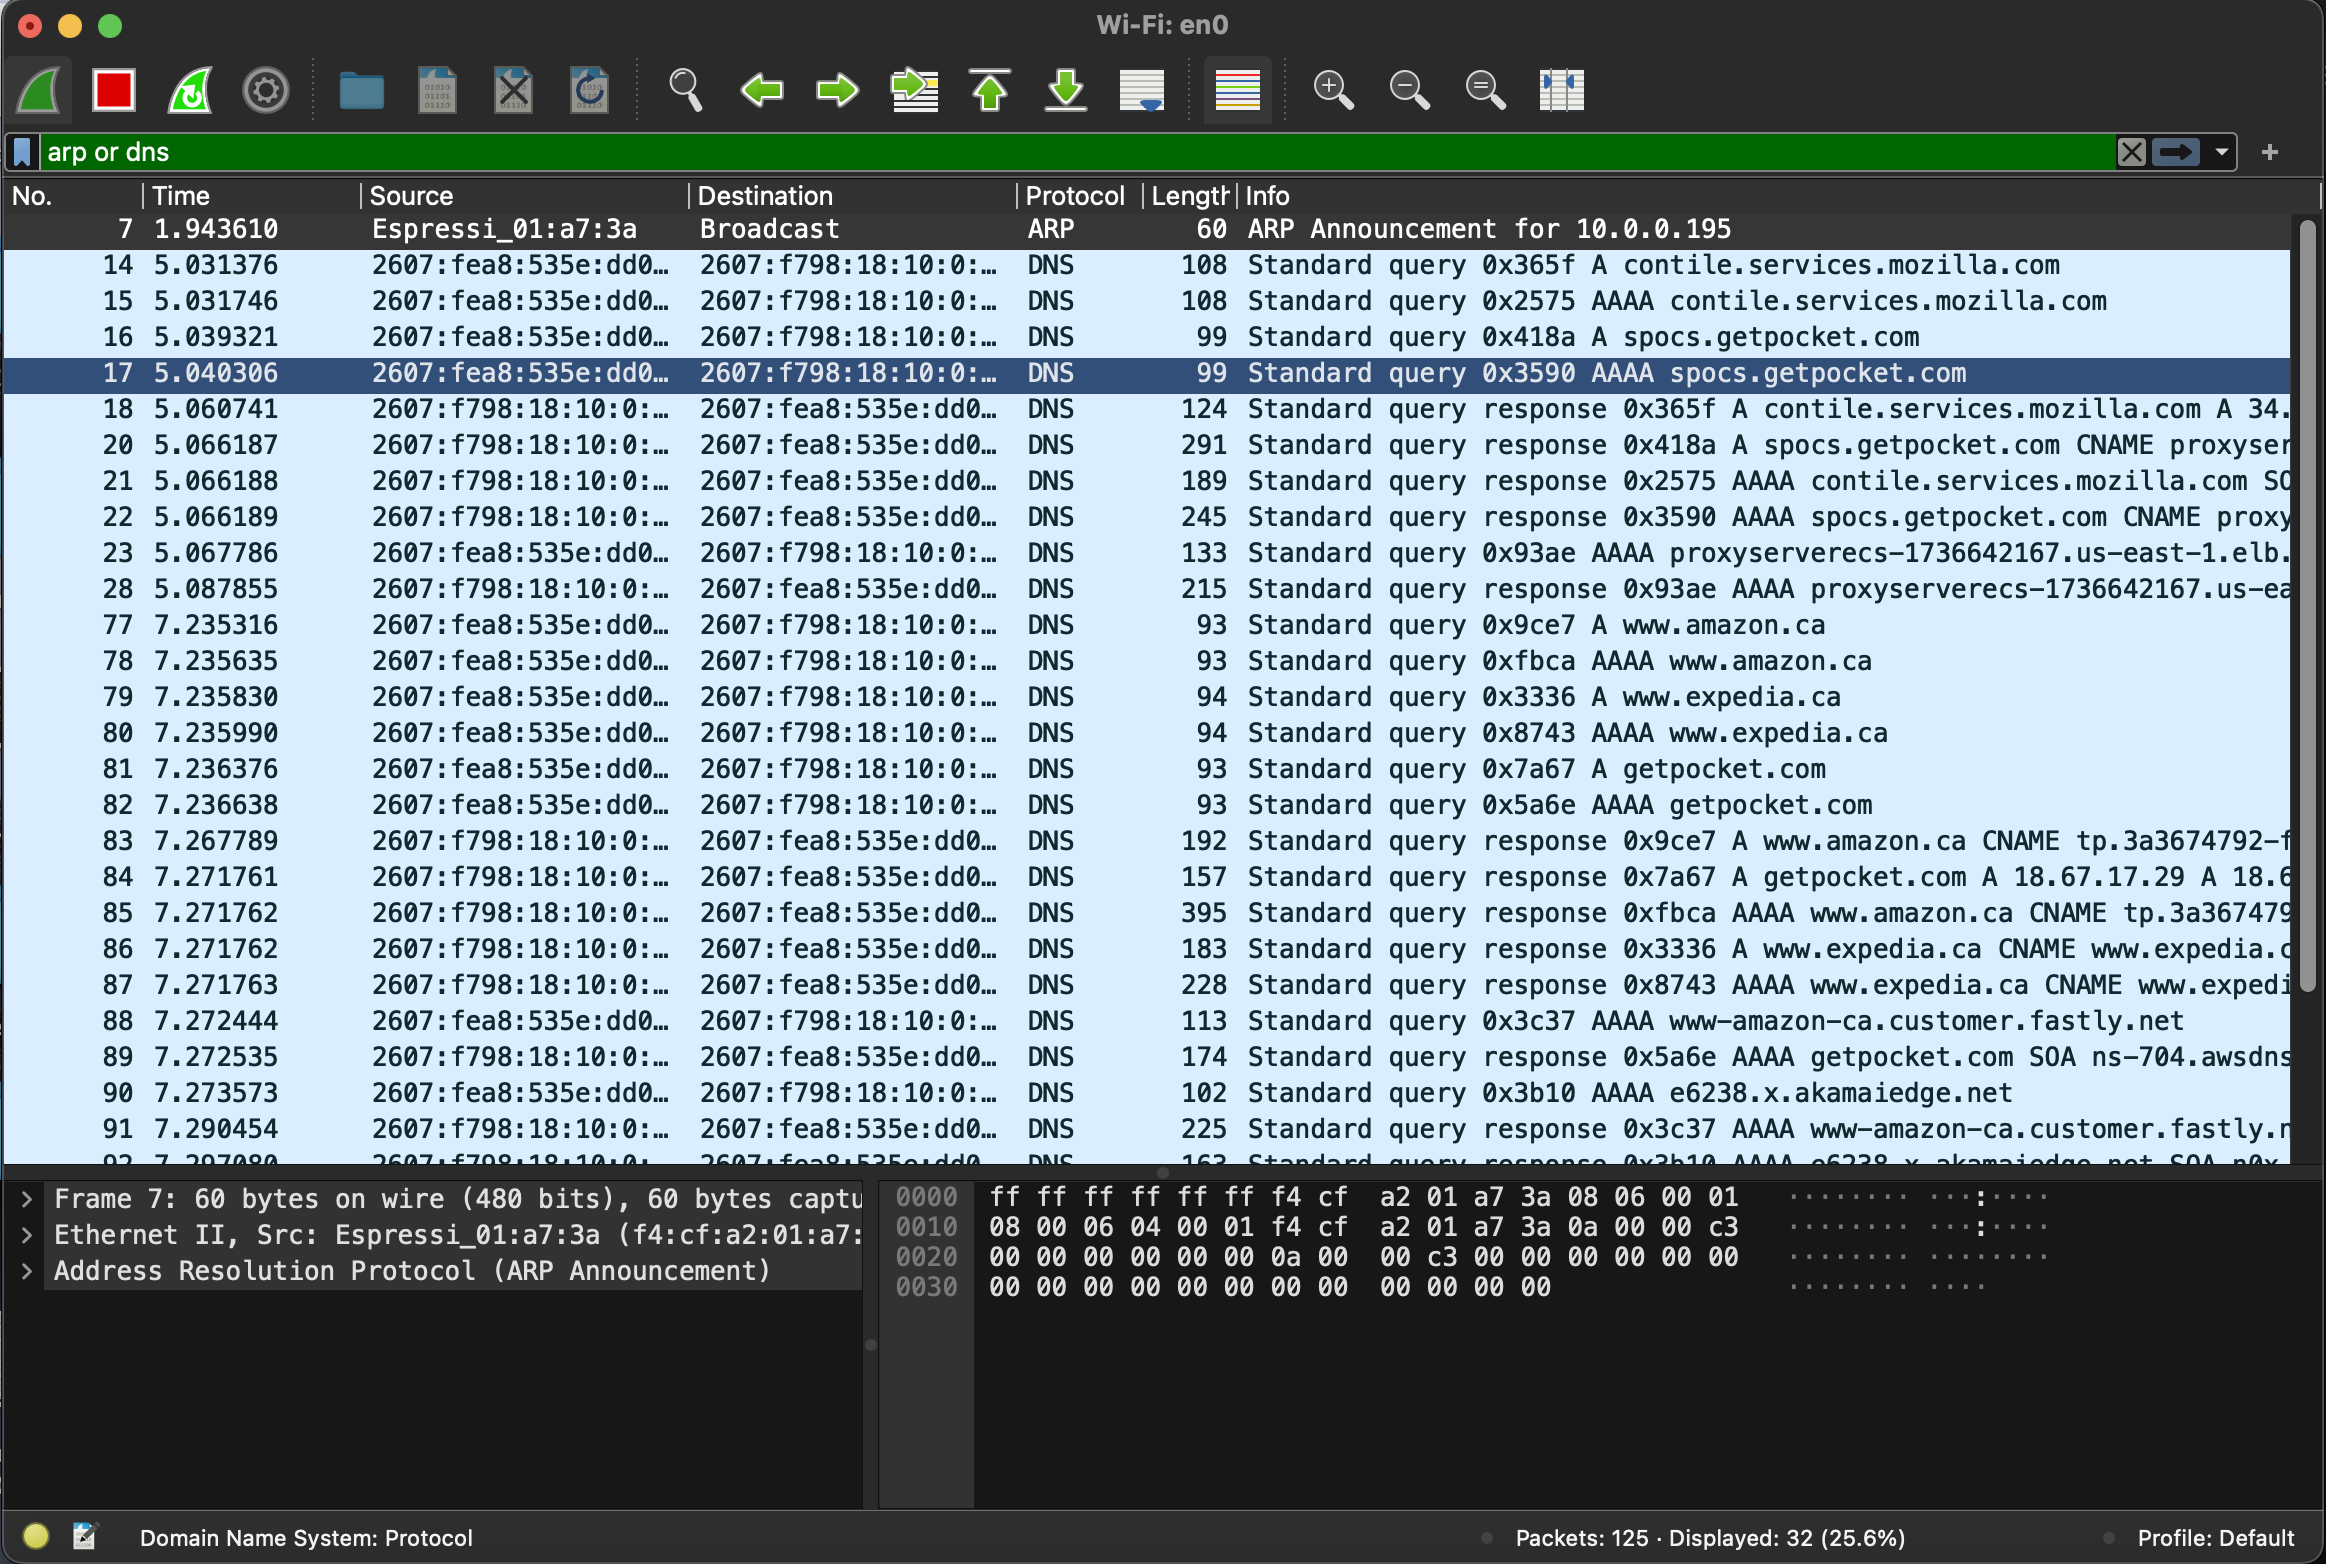 Wi-Fi: en0
arp or dns
No. Time Source Destination Protocol Length Info
7 1.943610 Espressi_01:a7:3a Broadcast ARP 60 ARP Announcement for 10.0.0.195
14 5.031376 2607:fea8:535e:dd0… 2607:f798:18:10:0:… DNS 108 Standard query 0x365f A contile.services.mozilla.com
15 5.031746 2607:fea8:535e:dd0… 2607:f798:18:10:0:… DNS 108 Standard query 0x2575 AAAA contile.services.mozilla.com
16 5.039321 2607:fea8:535e:dd0… 2607:f798:18:10:0:… DNS 99 Standard query 0x418a A spocs.getpocket.com
17 5.040306 2607:fea8:535e:dd0… 2607:f798:18:10:0:… DNS 99 Standard query 0x3590 AAAA spocs.getpocket.com
18 5.060741 2607:f798:18:10:0:… 2607:fea8:535e:dd0… DNS 124 Standard query response 0x365f A contile.services.mozilla.com A 34.
20 5.066187 2607:f798:18:10:0:… 2607:fea8:535e:dd0… DNS 291 Standard query response 0x418a A spocs.getpocket.com CNAME proxyser
21 5.066188 2607:f798:18:10:0:… 2607:fea8:535e:dd0… DNS 189 Standard query response 0x2575 AAAA contile.services.mozilla.com SO
22 5.066189 2607:f798:18:10:0:… 2607:fea8:535e:dd0… DNS 245 Standard query response 0x3590 AAAA spocs.getpocket.com CNAME proxy
23 5.067786 2607:fea8:535e:dd0… 2607:f798:18:10:0:… DNS 133 Standard query 0x93ae AAAA proxyserverecs-1736642167.us-east-1.elb.
28 5.087855 2607:f798:18:10:0:… 2607:fea8:535e:dd0… DNS 215 Standard query response 0x93ae AAAA proxyserverecs-1736642167.us-ea
77 7.235316 2607:fea8:535e:dd0… 2607:f798:18:10:0:… DNS 93 Standard query 0x9ce7 A www.amazon.ca
78 7.235635 2607:fea8:535e:dd0… 2607:f798:18:10:0:… DNS 93 Standard query 0xfbca AAAA www.amazon.ca
79 7.235830 2607:fea8:535e:dd0… 2607:f798:18:10:0:… DNS 94 Standard query 0x3336 A www.expedia.ca
80 7.235990 2607:fea8:535e:dd0… 2607:f798:18:10:0:… DNS 94 Standard query 0x8743 AAAA www.expedia.ca
81 7.236376 2607:fea8:535e:dd0… 2607:f798:18:10:0:… DNS 93 Standard query 0x7a67 A getpocket.com
82 7.236638 2607:fea8:535e:dd0… 2607:f798:18:10:0:… DNS 93 Standard query 0x5a6e AAAA getpocket.com
83 7.267789 2607:f798:18:10:0:… 2607:fea8:535e:dd0… DNS 192 Standard query response 0x9ce7 A www.amazon.ca CNAME tp.3a3674792-f
84 7.271761 2607:f798:18:10:0:… 2607:fea8:535e:dd0… DNS 157 Standard query response 0x7a67 A getpocket.com A 18.67.17.29 A 18.6
85 7.271762 2607:f798:18:10:0:… 2607:fea8:535e:dd0… DNS 395 Standard query response 0xfbca AAAA www.amazon.ca CNAME tp.3a367479
86 7.271762 2607:f798:18:10:0:… 2607:fea8:535e:dd0… DNS 183 Standard query response 0x3336 A www.expedia.ca CNAME www.expedia.c
87 7.271763 2607:f798:18:10:0:… 2607:fea8:535e:dd0… DNS 228 Standard query response 0x8743 AAAA www.expedia.ca CNAME www.expedi
88 7.272444 2607:fea8:535e:dd0… 2607:f798:18:10:0:… DNS 113 Standard query 0x3c37 AAAA www-amazon-ca.customer.fastly.net
89 7.272535 2607:f798:18:10:0:… 2607:fea8:535e:dd0… DNS 174 Standard query response 0x5a6e AAAA getpocket.com SOA ns-704.awsdns
90 7.273573 2607:fea8:535e:dd0… 2607:f798:18:10:0:… DNS 102 Standard query 0x3b10 AAAA e6238.x.akamaiedge.net
91 7.290454 2607:f798:18:10:0:… 2607:fea8:535e:dd0… DNS 225 Standard query response 0x3c37 AAAA www-amazon-ca.customer.fastly.n
92 7.297080 2607:f798:18:10:0:… 2607:fea8:535e:dd0… DNS 163 Standard query response 0x3b10 AAAA e6238.x.akamaiedge.net SOA n0x.
Frame 7: 60 bytes on wire (480 bits), 60 bytes captu
Ethernet II, Src: Espressi_01:a7:3a (f4:cf:a2:01:a7:
Address Resolution Protocol (ARP Announcement)
0000 ff ff ff ff ff ff f4 cf a2 01 a7 3a 08 06 00 01 ········ ···:····
0010 08 00 06 04 00 01 f4 cf a2 01 a7 3a 0a 00 00 c3 ········ ···:····
0020 00 00 00 00 00 00 0a 00 00 c3 00 00 00 00 00 00 ········ ········
0030 00 00 00 00 00 00 00 00 00 00 00 00 ········ ····
Domain Name System: Protocol
Packets: 125 · Displayed: 32 (25.6%)
Profile: Default